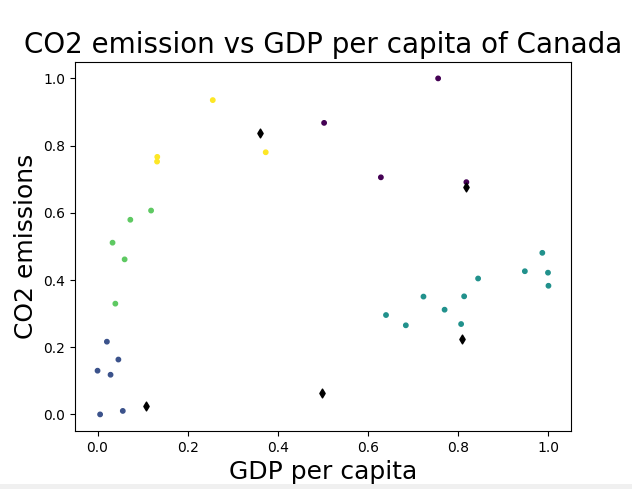 CO2 emission vs GDP per capita of Canada
1.0
0.8
0.6
0.4
0.2
0.0
CO2 emissions
0.0 0.2 0.4 0.6 0.8 1.0
GDP per capita